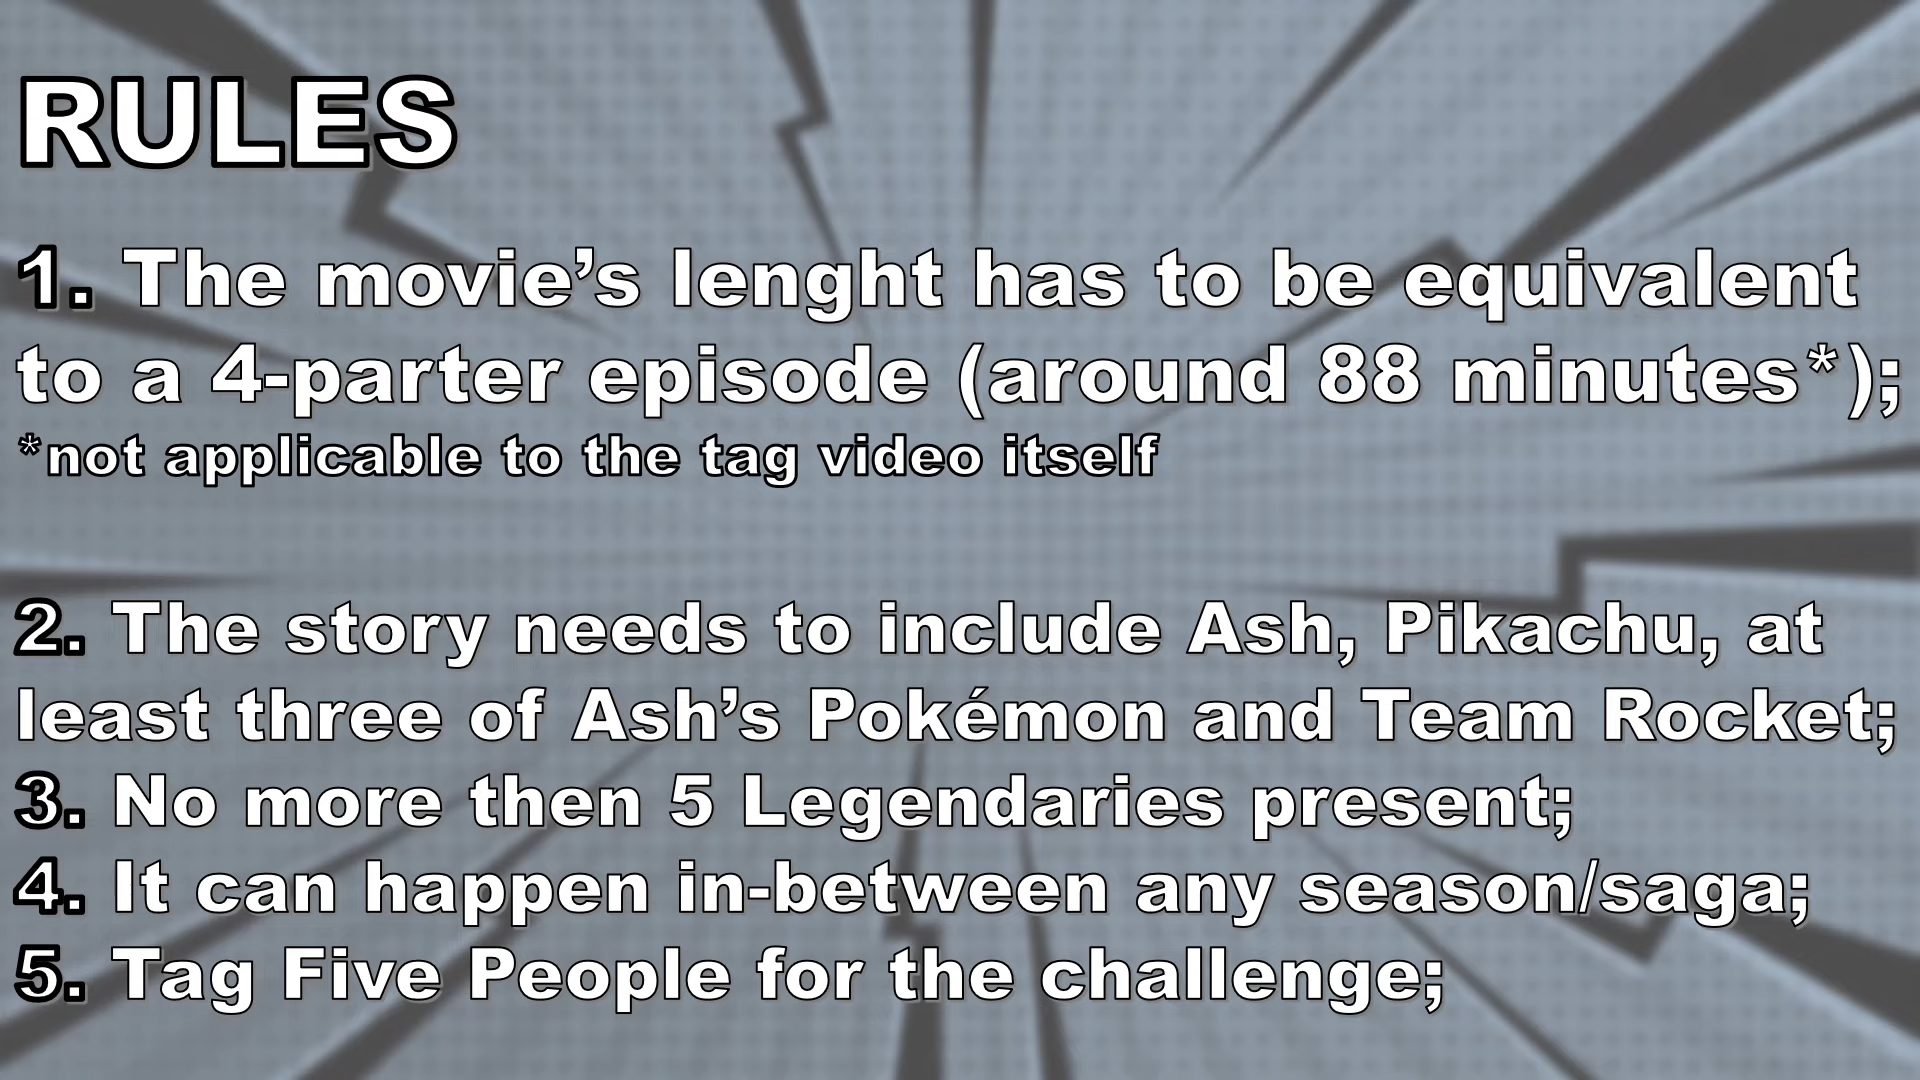 RULES
1. The movie’s lenght has to be equivalent
to a 4-parter episode (around 88 minutes*);
*not applicable to the tag video itself
2. The story needs to include Ash, Pikachu, at
least three of Ash’s Pokémon and Team Rocket;
3. No more then 5 Legendaries present;
4. It can happen in-between any season/saga;
5. Tag Five People for the challenge;